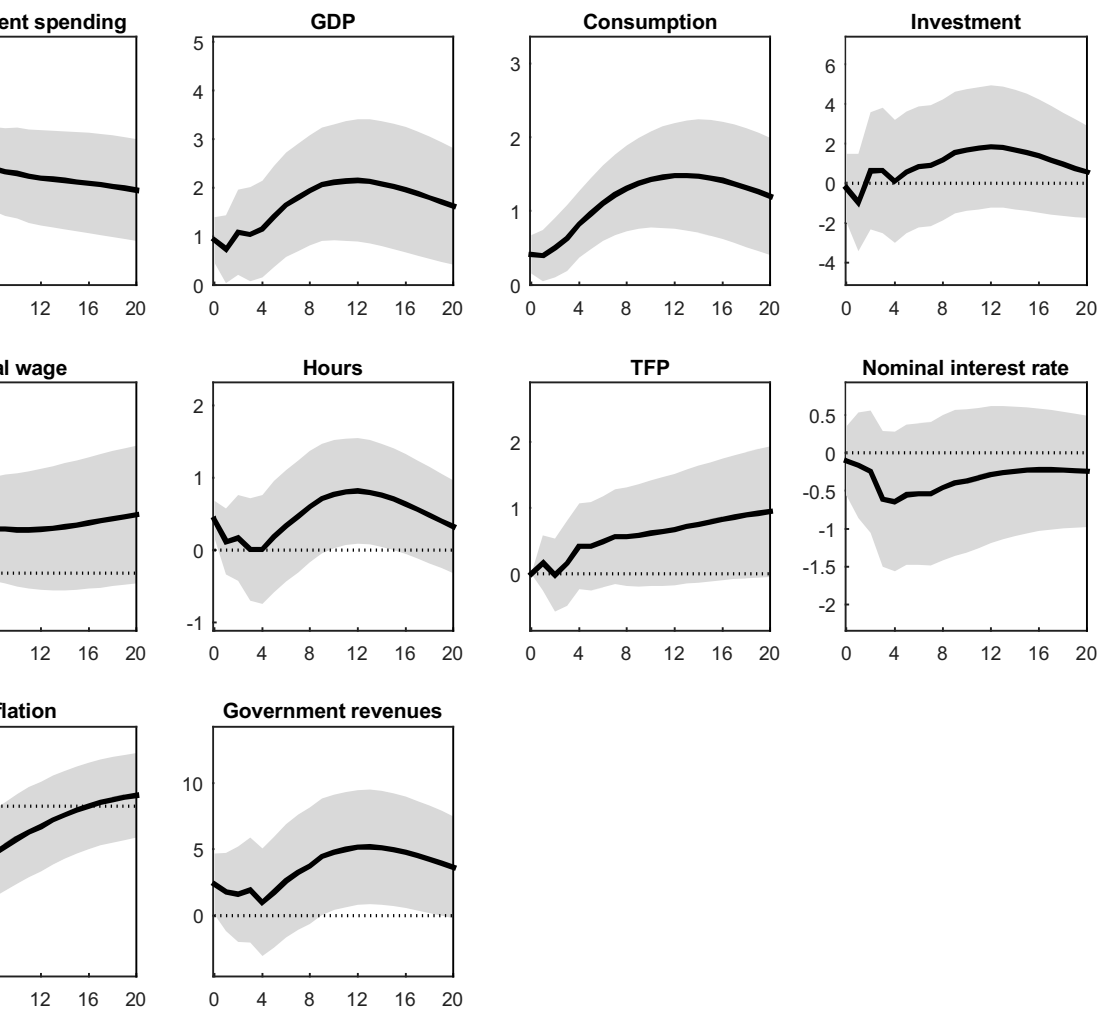 ent spending GDP Consumption Investment
5 4 3 2 1 0 3 2 1 0 6 4 2 0 -2 -4
12 16 20 0 4 8 12 16 20 0 4 8 12 16 20 0 4 8 12 16 20
al wage Hours TFP Nominal interest rate
2 1 0 -1 2 1 0 0.5 0 -0.5 -1 -1.5 -2
12 16 20 0 4 8 12 16 20 0 4 8 12 16 20 0 4 8 12 16 20
flation Government revenues
10 5 0
12 16 20 0 4 8 12 16 20